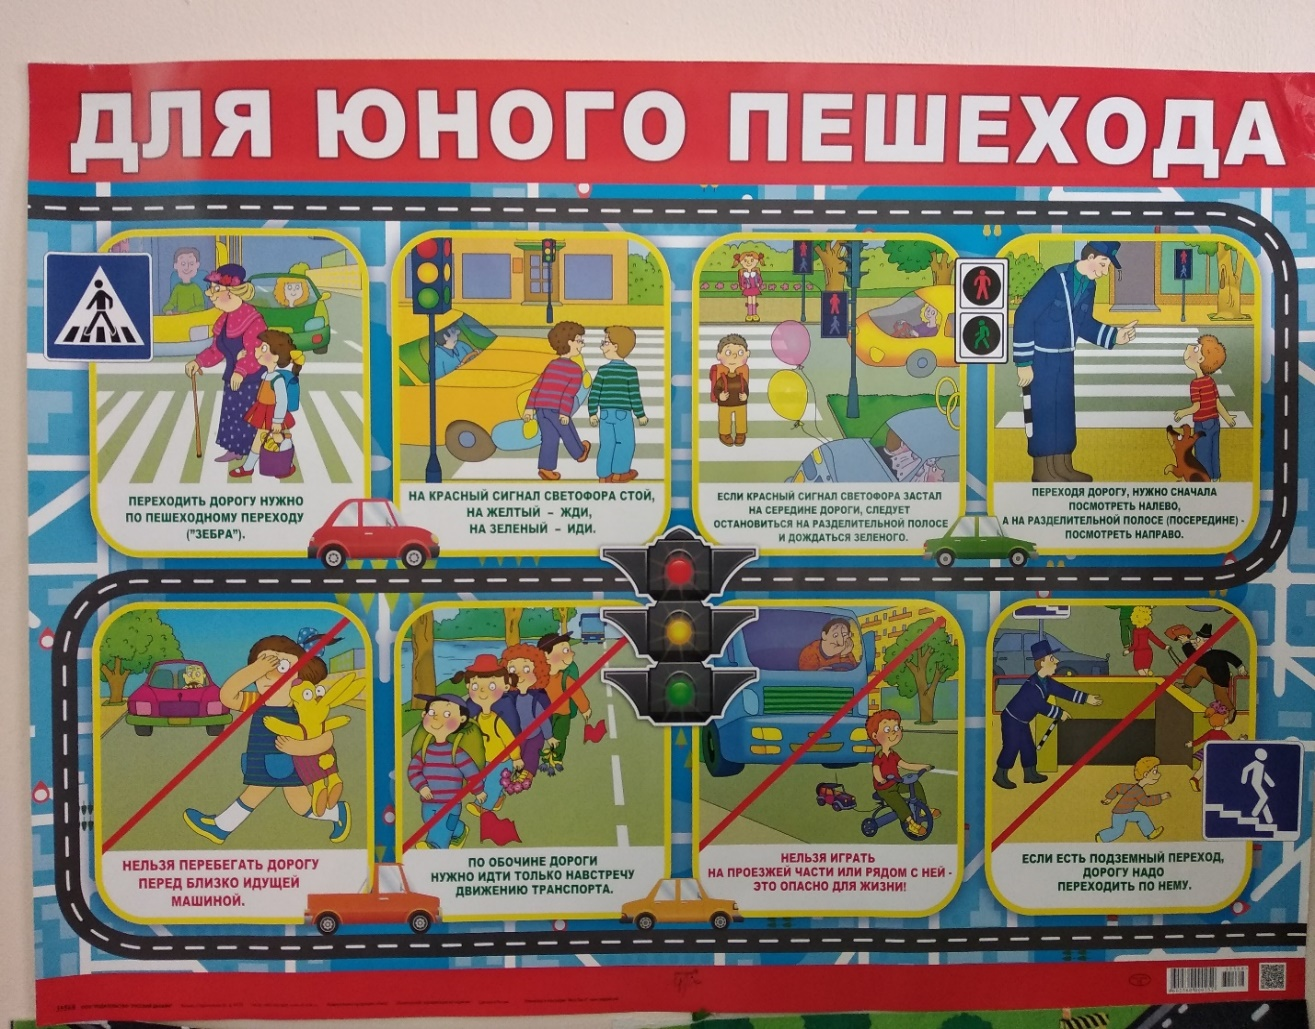 ДЛЯ ЮНОГО ПЕШЕХОДА
ПЕРЕХОДИТЬ ДОРОГУ НУЖНО
ПО ПЕШЕХОДНОМУ ПЕРЕХОДУ
("ЗЕБРА").
НА КРАСНЫЙ СИГНАЛ СВЕТОФОРА СТОЙ,
НА ЖЕЛТЫЙ – ЖДИ,
НА ЗЕЛЕНЫЙ – ИДИ.
ЕСЛИ КРАСНЫЙ СИГНАЛ СВЕТОФОРА ЗАСТАЛ
НА СЕРЕДИНЕ ДОРОГИ, СЛЕДУЕТ
ОСТАНОВИТЬСЯ НА РАЗДЕЛИТЕЛЬНОЙ ПОЛОСЕ
И ДОЖДАТЬСЯ ЗЕЛЕНОГО.
ПЕРЕХОДЯ ДОРОГУ, НУЖНО СНАЧАЛА
ПОСМОТРЕТЬ НАЛЕВО,
А НА РАЗДЕЛИТЕЛЬНОЙ ПОЛОСЕ (ПОСЕРЕДИНЕ) -
ПОСМОТРЕТЬ НАПРАВО.
НЕЛЬЗЯ ПЕРЕБЕГАТЬ ДОРОГУ
ПЕРЕД БЛИЗКО ИДУЩЕЙ
МАШИНОЙ.
ПО ОБОЧИНЕ ДОРОГИ
НУЖНО ИДТИ ТОЛЬКО НАВСТРЕЧУ
ДВИЖЕНИЮ ТРАНСПОРТА.
НЕЛЬЗЯ ИГРАТЬ
НА ПРОЕЗЖЕЙ ЧАСТИ ИЛИ РЯДОМ С НЕЙ -
ЭТО ОПАСНО ДЛЯ ЖИЗНИ!
ЕСЛИ ЕСТЬ ПОДЗЕМНЫЙ ПЕРЕХОД,
ДОРОГУ НАДО
ПЕРЕХОДИТЬ ПО НЕМУ.